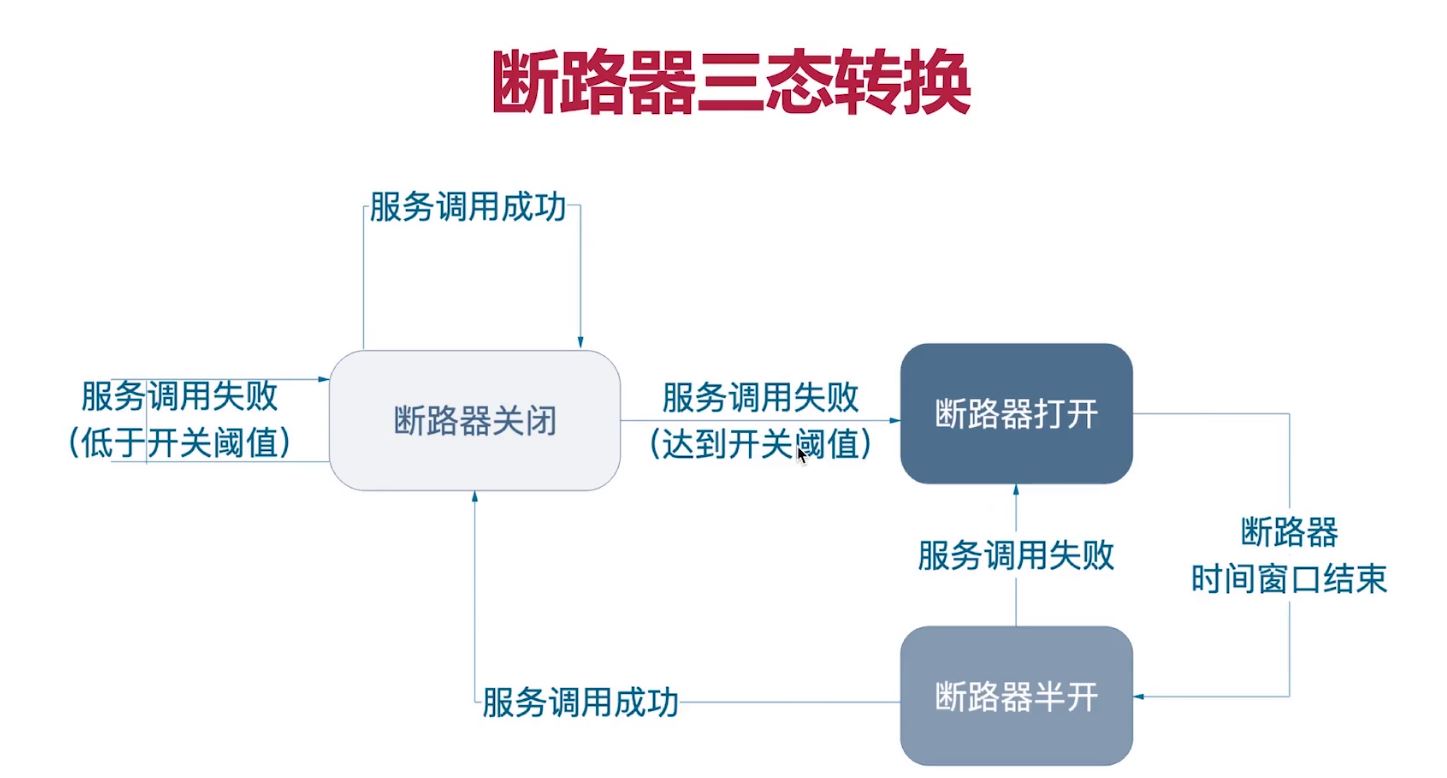 断路器三态转换
服务调用成功
服务调用失败
（低于开关阈值）
断路器关闭
服务调用失败
（达到开关阈值）
断路器打开
服务调用失败
断路器
时间窗口结束
服务调用成功
断路器半开